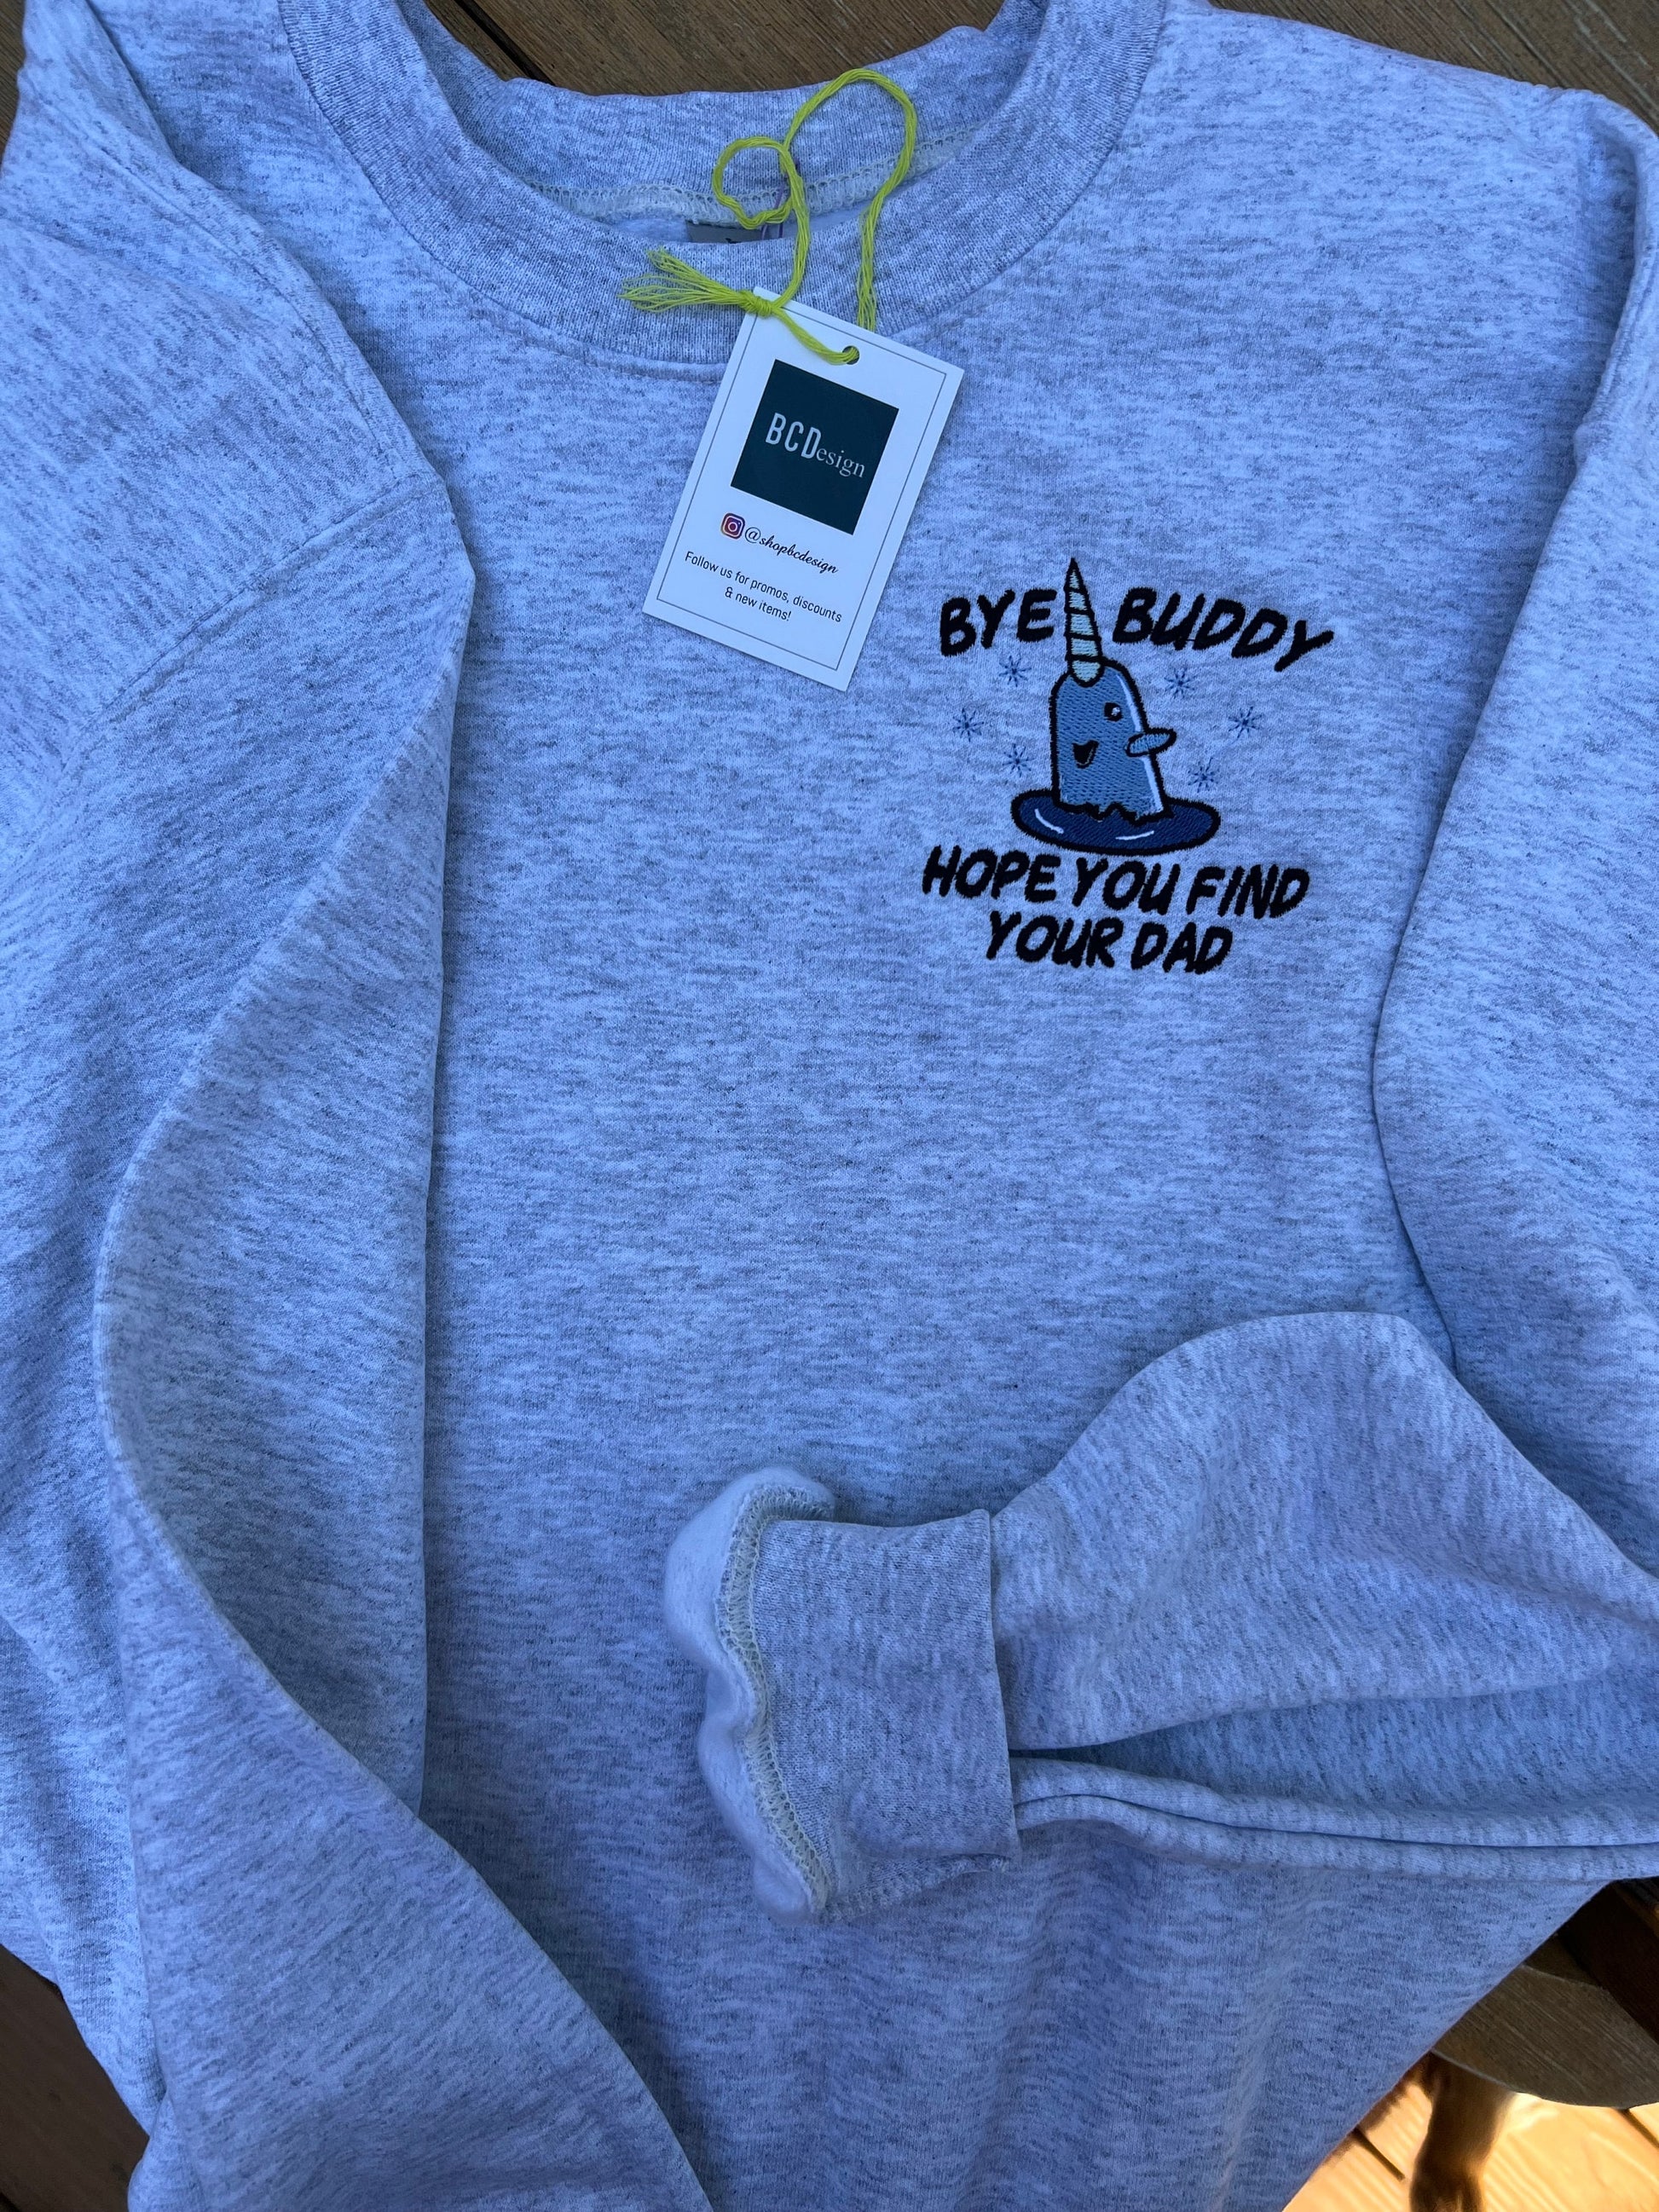 BCDesign
@shopbcdesign
Follow us for promos, discounts
& new items!
BYE BUDDY
HOPE YOU FIND
YOUR DAD